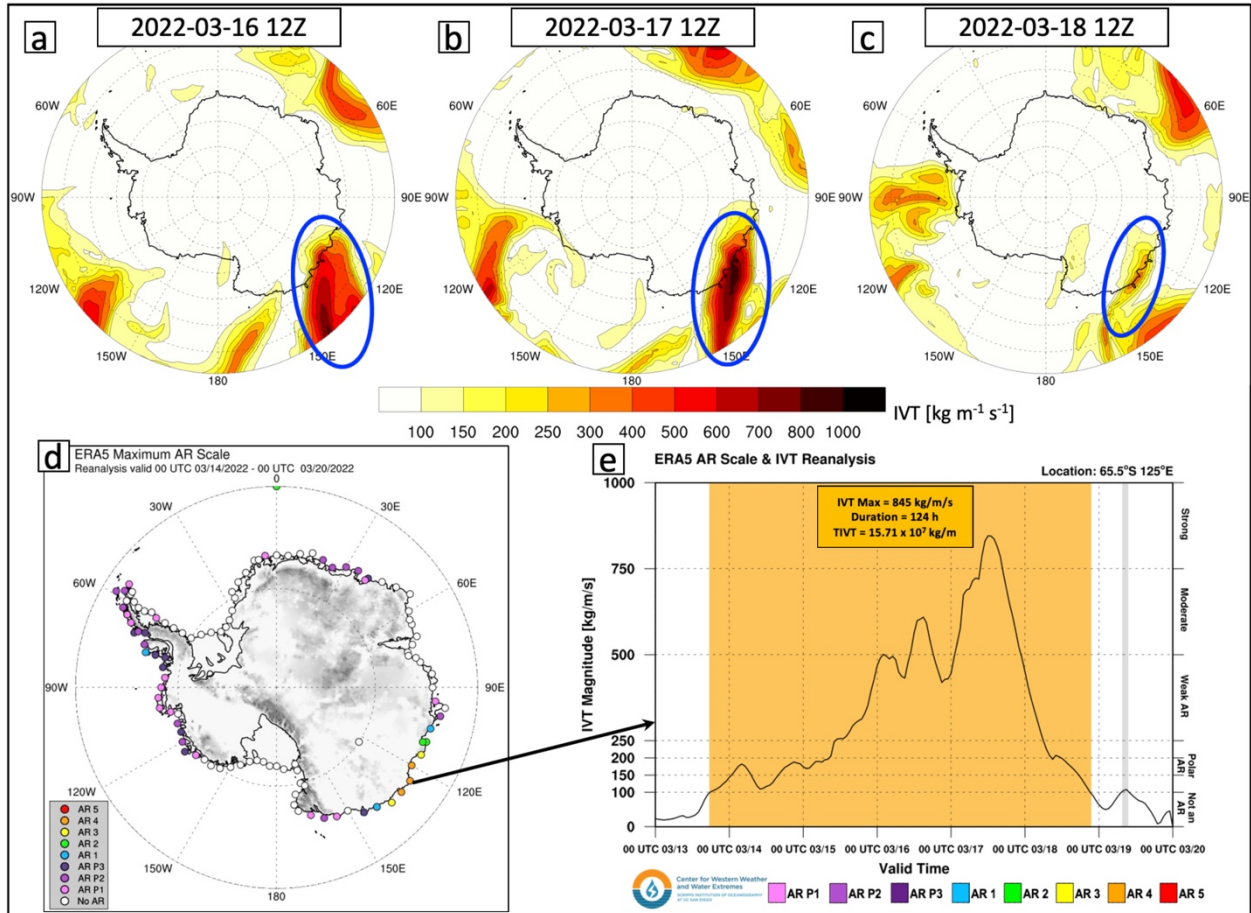 a
2022-03-16 12Z
b
2022-03-17 12Z
c
2022-03-18 12Z
60W
60E
90W
90E
120W
120E
150W
150E
180
60W
60E
90W
90E
120W
120E
150W
150E
180
60W
60E
90W
90E
120W
120E
150W
150E
180
IVT [kg m⁻¹ s⁻¹]
100 150 200 250 300 400 500 600 700 800 1000
d
ERA5 Maximum AR Scale
Reanalysis valid 00 UTC 03/14/2022 - 00 UTC 03/20/2022
0
30W
30E
60W
60E
90W
90E
120W
120E
150W
150E
180
AR 5
AR 4
AR 3
AR 2
AR 1
AR P3
AR P2
AR P1
No AR
e
ERA5 AR Scale & IVT Reanalysis
Location: 65.5°S 125°E
IVT Max = 845 kg/m/s
Duration = 124 h
TIVT = 15.71 x 10⁷ kg/m
IVT Magnitude [kg/m/s]
1000
750
500
250
200
150
100
0
Strong
Moderate
Weak AR
Polar AR
Not an AR
00 UTC 03/13 00 UTC 03/14 00 UTC 03/15 00 UTC 03/16 00 UTC 03/17 00 UTC 03/18 00 UTC 03/19 00 UTC 03/20
Valid Time
Center for Western Weather
and Water Extremes
SCRIPPS INSTITUTION OF OCEANOGRAPHY
AT UC SAN DIEGO
AR P1 AR P2 AR P3 AR 1 AR 2 AR 3 AR 4 AR 5